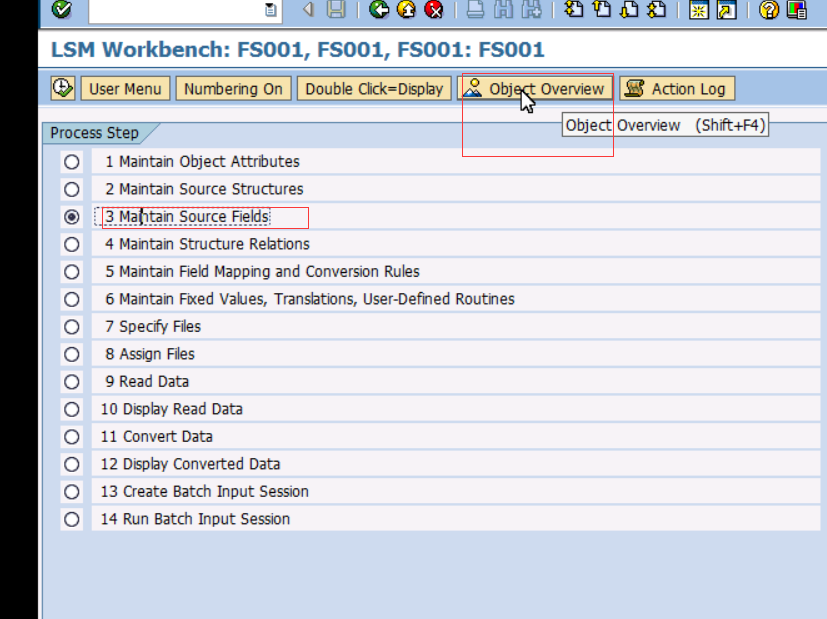 LSM Workbench: FS001, FS001, FS001: FS001
User Menu Numbering On Double Click=Display Object Overview Action Log
Object Overview (Shift+F4)
Process Step
1 Maintain Object Attributes
2 Maintain Source Structures
3 Maintain Source Fields
4 Maintain Structure Relations
5 Maintain Field Mapping and Conversion Rules
6 Maintain Fixed Values, Translations, User-Defined Routines
7 Specify Files
8 Assign Files
9 Read Data
10 Display Read Data
11 Convert Data
12 Display Converted Data
13 Create Batch Input Session
14 Run Batch Input Session